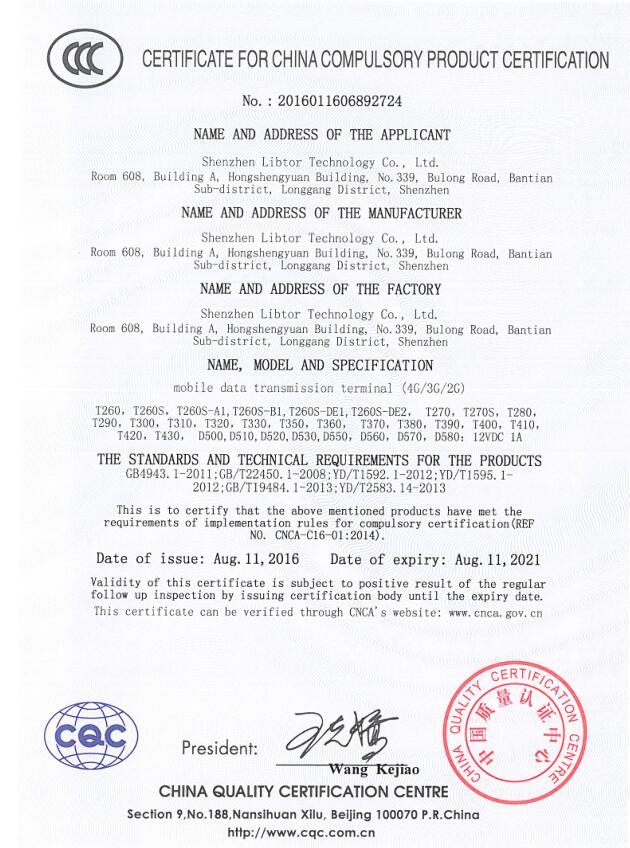 CCC
CERTIFICATE FOR CHINA COMPULSORY PRODUCT CERTIFICATION
No. : 2016011606892724
NAME AND ADDRESS OF THE APPLICANT
Shenzhen Libtor Technology Co., Ltd.
Room 608, Building A, Hongshengyuan Building, No.339, Bulong Road, Bantian
Sub-district, Longgang District, Shenzhen
NAME AND ADDRESS OF THE MANUFACTURER
Shenzhen Libtor Technology Co., Ltd.
Room 608, Building A, Hongshengyuan Building, No.339, Bulong Road, Bantian
Sub-district, Longgang District, Shenzhen
NAME AND ADDRESS OF THE FACTORY
Shenzhen Libtor Technology Co., Ltd.
Room 608, Building A, Hongshengyuan Building, No.339, Bulong Road, Bantian
Sub-district, Longgang District, Shenzhen
NAME, MODEL AND SPECIFICATION
mobile data transmission terminal (4G/3G/2G)
T260, T260S, T260S-A1,T260S-B1,T260S-DE1,T260S-DE2, T270, T270S, T280,
T290, T300, T310, T320, T330, T350, T360, T370, T380, T390, T400, T410,
T420, T430, D500,D510,D520,D530,D550, D560, D570, D580: 12VDC 1A
THE STANDARDS AND TECHNICAL REQUIREMENTS FOR THE PRODUCTS
GB4943.1-2011;GB/T22450.1-2008;YD/T1592.1-2012;YD/T1595.1-
2012;GB/T19484.1-2013;YD/T2583.14-2013
This is to certify that the above mentioned products have met the
requirements of implementation rules for compulsory certification(REF
NO. CNCA-C16-01:2014).
Date of issue: Aug.11,2016 Date of expiry: Aug.11,2021
Validity of this certificate is subject to positive result of the regular
follow up inspection by issuing certification body until the expiry date.
This certificate can be verified through CNCA's website: www.cnca.gov.cn
CQC
President:
王克娇
Wang Kejiao
CHINA QUALITY CERTIFICATION CENTRE
中国质量认证中心
CHINA QUALITY CERTIFICATION CENTRE
Section 9,No.188,Nansihuan Xilu, Beijing 100070 P.R.China
http://www.cqc.com.cn